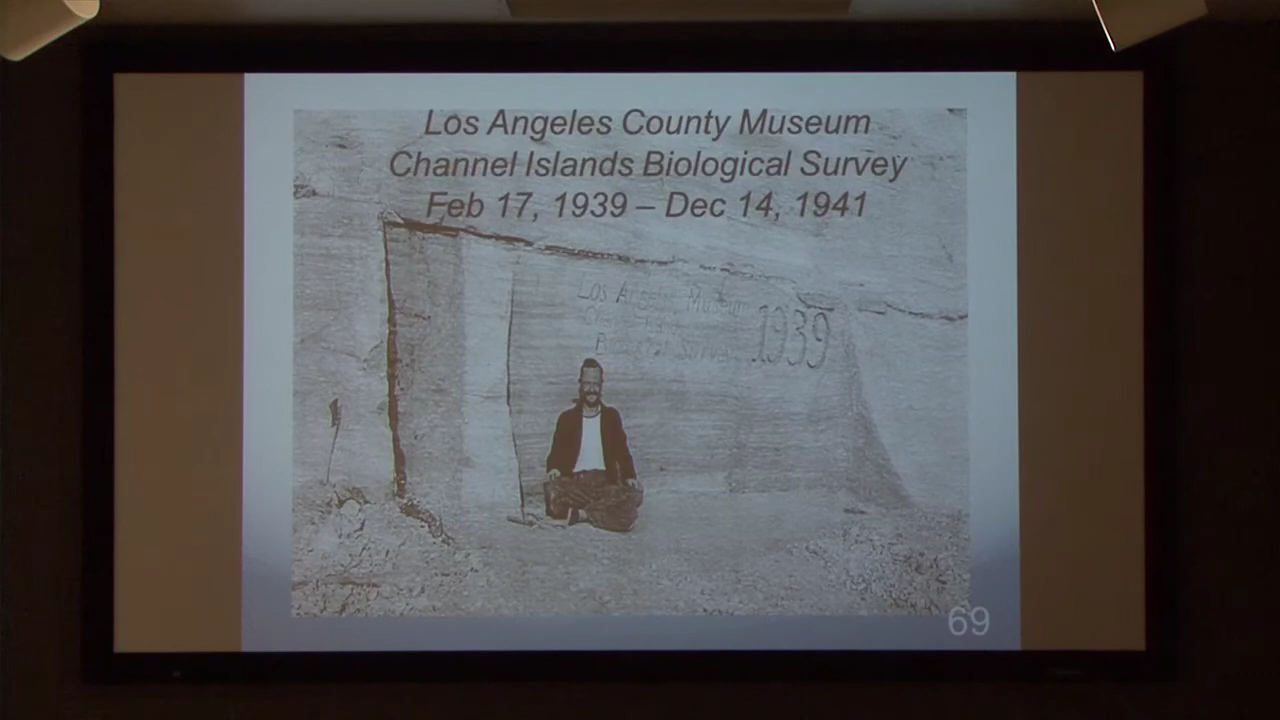 Los Angeles County Museum
Channel Islands Biological Survey
Feb 17, 1939 – Dec 14, 1941
Los Angeles Museum
1939
Survey
69